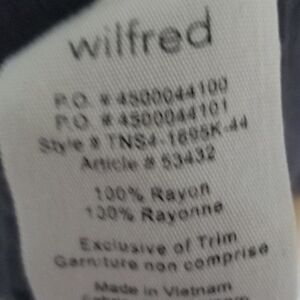 wilfred
P.O. # 4500044100
P.O. # 4500044101
Style # TNS4-1895K-44
Article # 53432
100% Rayon
100% Rayonne
Exclusive of Trim
Garniture non comprise
Made in Vietnam